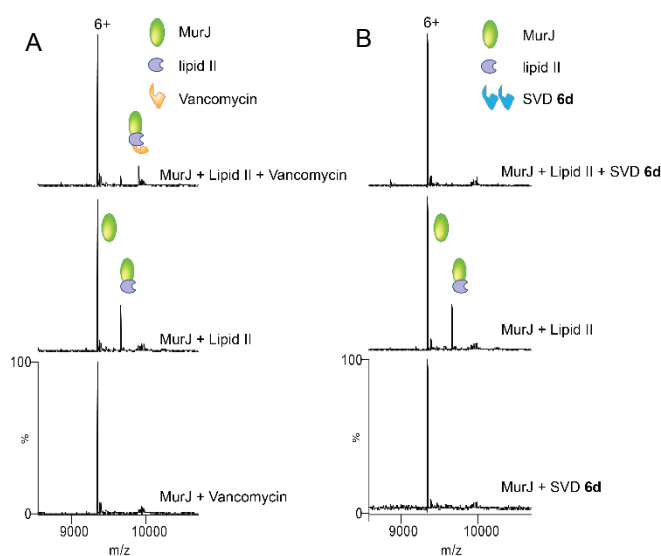 A
6+
MurJ
lipid II
Vancomycin
MurJ + Lipid II + Vancomycin
MurJ + Lipid II
100
%
0
MurJ + Vancomycin
9000
10000
m/z
B
6+
MurJ
lipid II
SVD 6d
MurJ + Lipid II + SVD 6d
MurJ + Lipid II
100
%
0
MurJ + SVD 6d
9000
10000
m/z